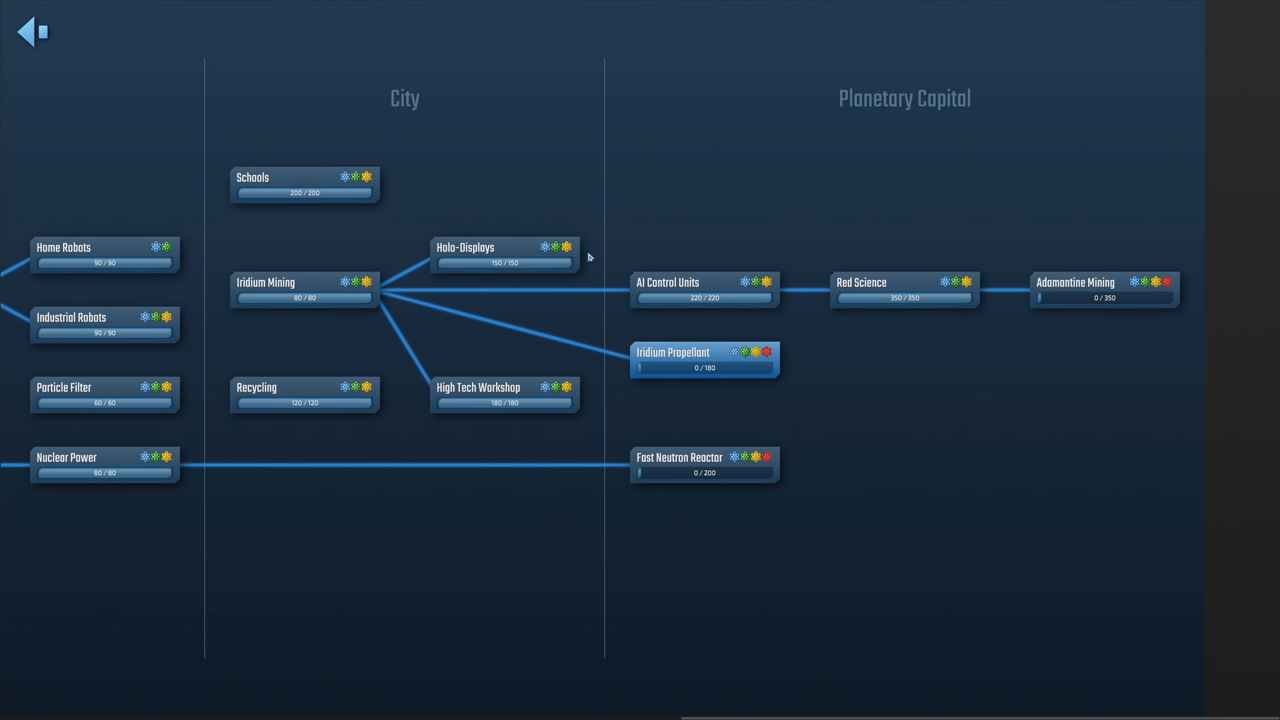 City
Planetary Capital
Schools
200 / 200
Home Robots
90 / 90
Holo-Displays
150 / 150
Iridium Mining
80 / 80
AI Control Units
220 / 220
Red Science
350 / 350
Adamantine Mining
0 / 350
Industrial Robots
90 / 90
Iridium Propellant
0 / 180
Particle Filter
60 / 60
Recycling
120 / 120
High Tech Workshop
180 / 180
Nuclear Power
80 / 80
Fast Neutron Reactor
0 / 200